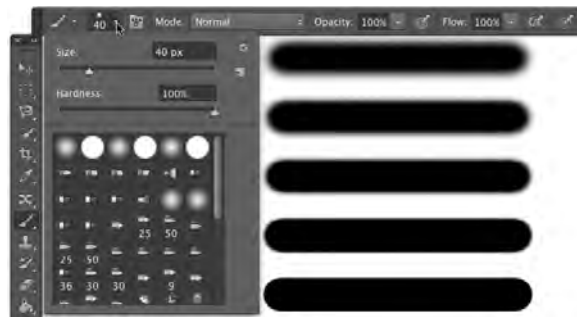 40 Mode: Normal Opacity: 100% Flow: 100%
Size: 40 px
Hardness: 100%
25 50
25 50
36 30 30 9